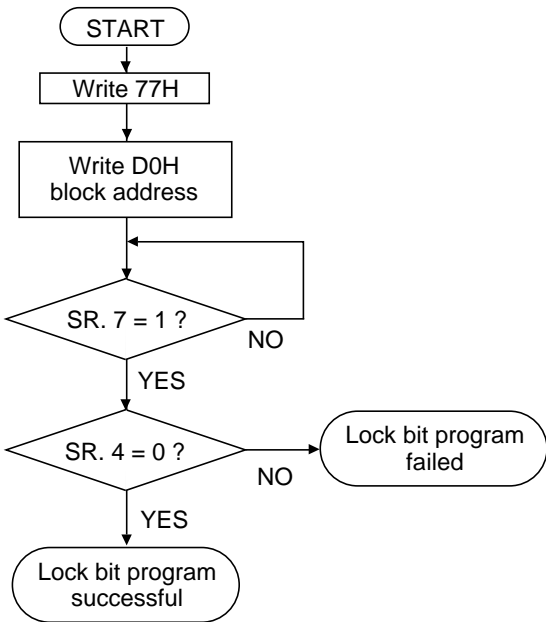 START
Write 77H
Write D0H
block address
SR. 7 = 1 ?
NO
YES
SR. 4 = 0 ?
NO
Lock bit program
failed
YES
Lock bit program
successful